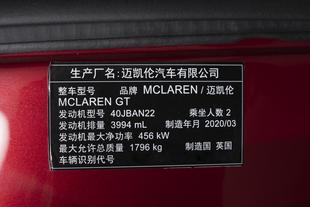 生产厂名：迈凯伦汽车有限公司
整车型号 品牌 MCLAREN / 迈凯伦
MCLAREN GT
发动机型号 40JBAN22 乘坐人数 2
发动机排量 3994 mL 制造年月 2020/03
发动机最大净功率 456 kW
最大允许总质量 1796 kg 制造国 英国
车辆识别代号